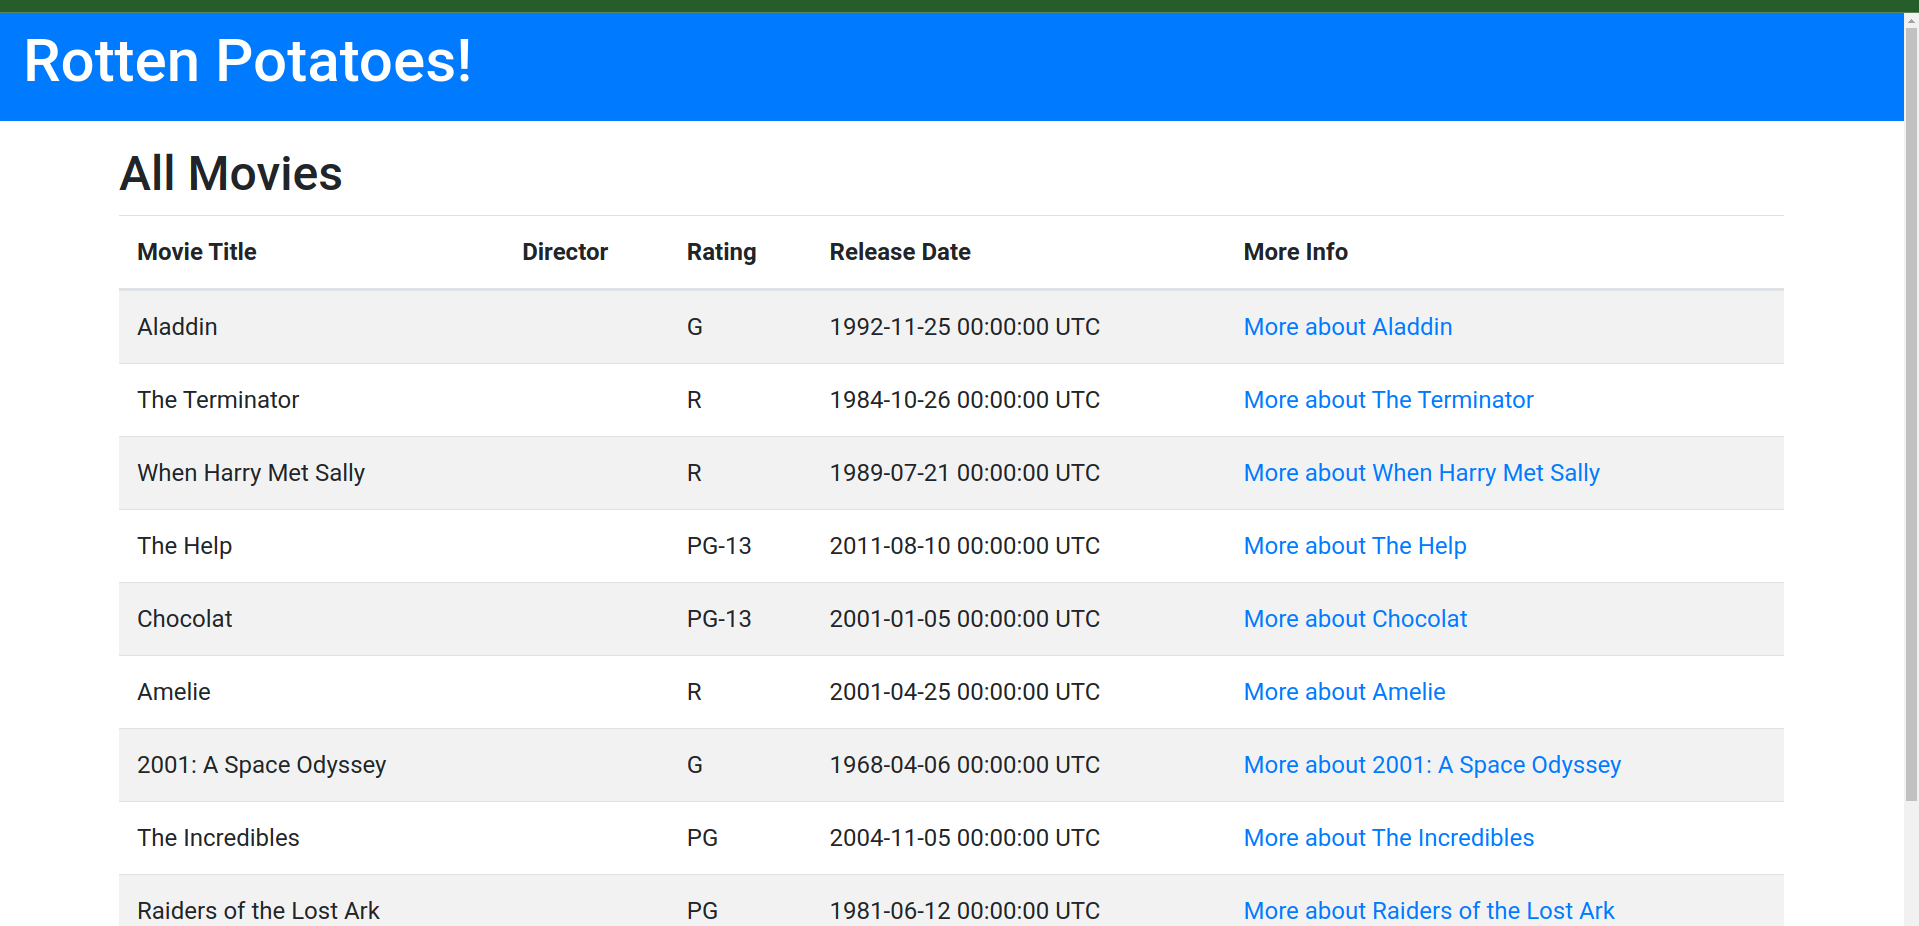 Rotten Potatoes!
All Movies
Movie Title Director Rating Release Date More Info
Aladdin G 1992-11-25 00:00:00 UTC More about Aladdin
The Terminator R 1984-10-26 00:00:00 UTC More about The Terminator
When Harry Met Sally R 1989-07-21 00:00:00 UTC More about When Harry Met Sally
The Help PG-13 2011-08-10 00:00:00 UTC More about The Help
Chocolat PG-13 2001-01-05 00:00:00 UTC More about Chocolat
Amelie R 2001-04-25 00:00:00 UTC More about Amelie
2001: A Space Odyssey G 1968-04-06 00:00:00 UTC More about 2001: A Space Odyssey
The Incredibles PG 2004-11-05 00:00:00 UTC More about The Incredibles
Raiders of the Lost Ark PG 1981-06-12 00:00:00 UTC More about Raiders of the Lost Ark